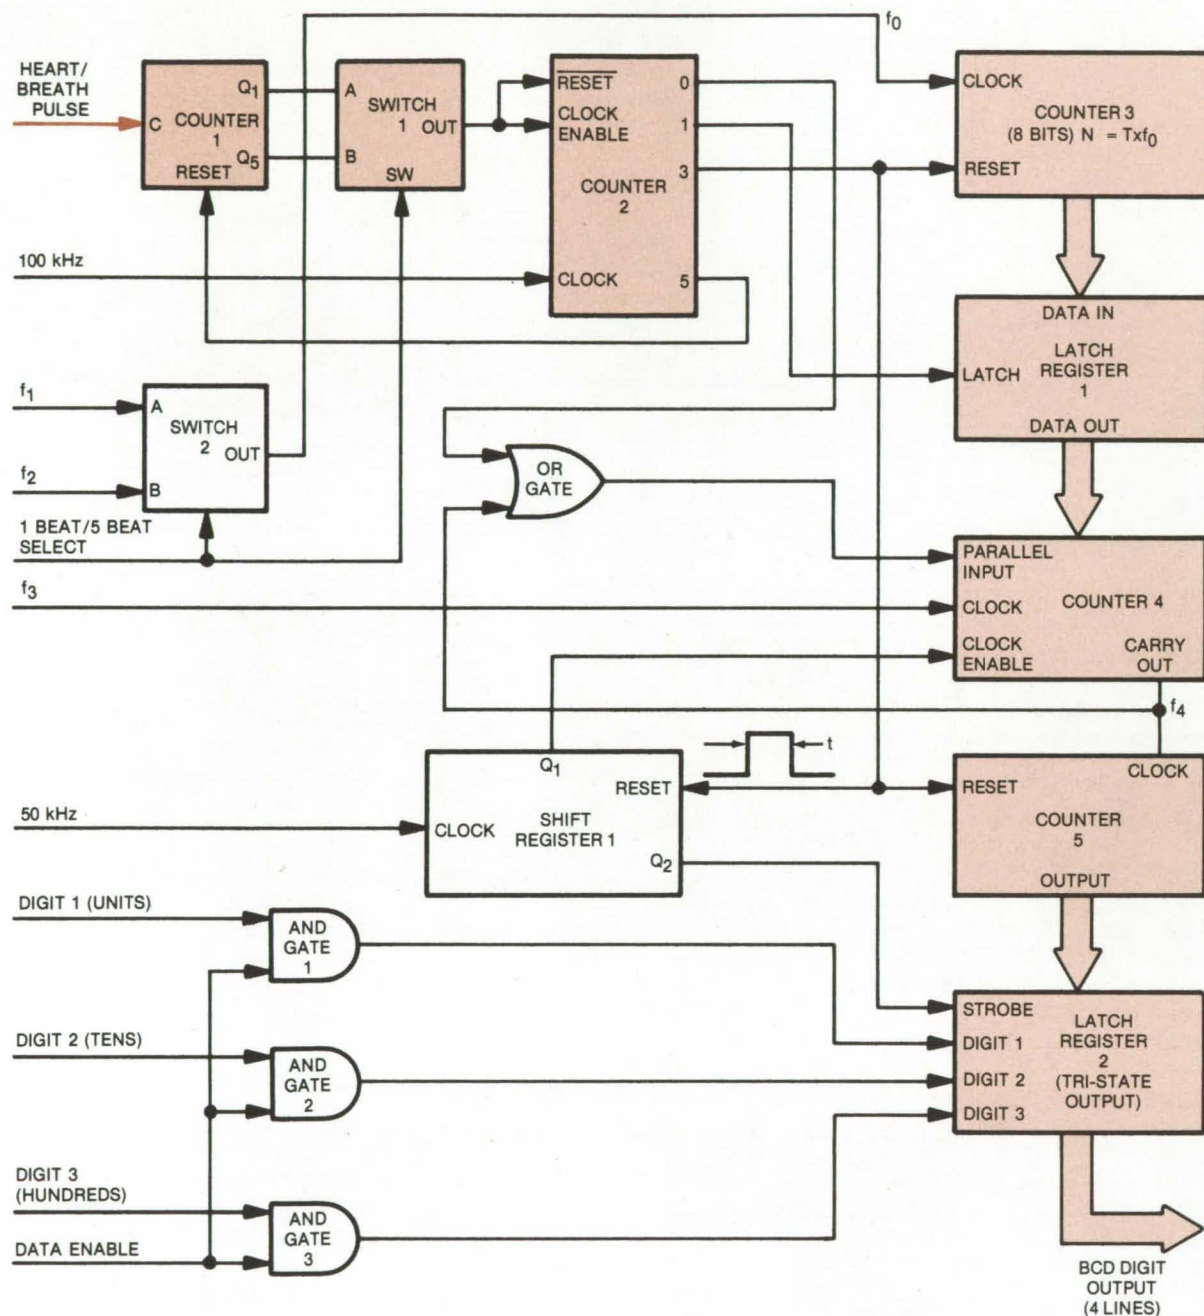 f0
HEART/
BREATH
PULSE
C
Q1
COUNTER
1
Q5
RESET
A
SWITCH
1
OUT
B
SW
RESET
CLOCK
ENABLE
COUNTER
2
CLOCK
0
1
3
5
CLOCK
COUNTER 3
(8 BITS) N = Txf0
RESET
100 kHz
DATA IN
LATCH
REGISTER
1
LATCH
DATA OUT
f1
A
SWITCH
2
OUT
f2
B
1 BEAT/5 BEAT
SELECT
OR
GATE
PARALLEL
INPUT
CLOCK
COUNTER 4
CLOCK
ENABLE
CARRY
OUT
f3
f4
t
Q1
RESET
CLOCK
SHIFT
REGISTER 1
Q2
50 kHz
CLOCK
RESET
COUNTER
5
OUTPUT
DIGIT 1 (UNITS)
AND
GATE
1
DIGIT 2 (TENS)
AND
GATE
2
DIGIT 3
(HUNDREDS)
AND
GATE
3
DATA ENABLE
STROBE
DIGIT 1
DIGIT 2
DIGIT 3
LATCH
REGISTER
2
(TRI-STATE
OUTPUT)
BCD DIGIT
OUTPUT
(4 LINES)